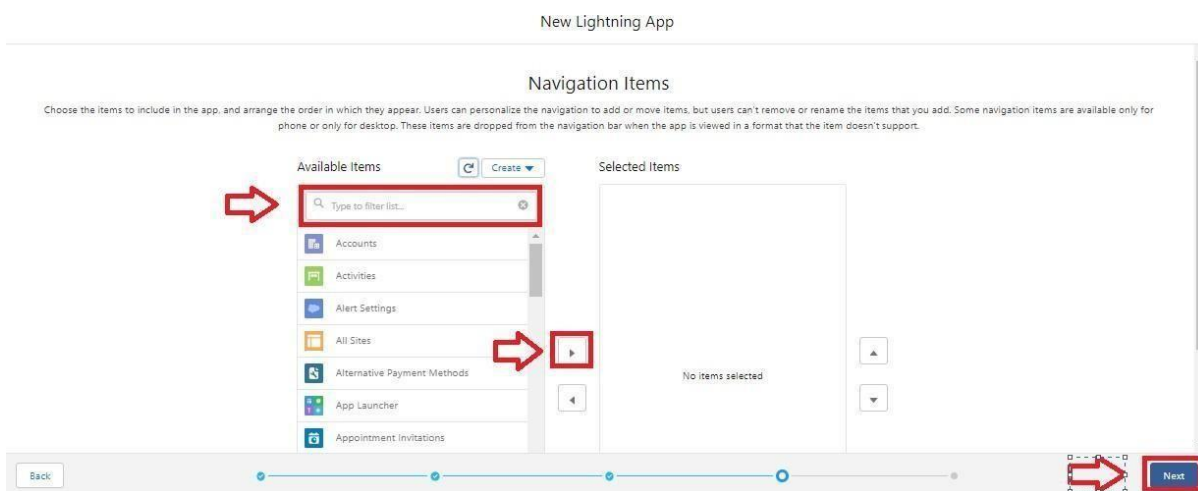 New Lightning App
Navigation Items
Choose the items to include in the app, and arrange the order in which they appear. Users can personalize the navigation to add or move items, but users can't remove or rename the items that you add. Some navigation items are available only for
phone or only for desktop. These items are dropped from the navigation bar when the app is viewed in a format that the item doesn't support.
Available Items
Create
Selected Items
Type to filter list...
Accounts
Activities
Alert Settings
All Sites
Alternative Payment Methods
App Launcher
Appointment Invitations
No items selected
Back
Next